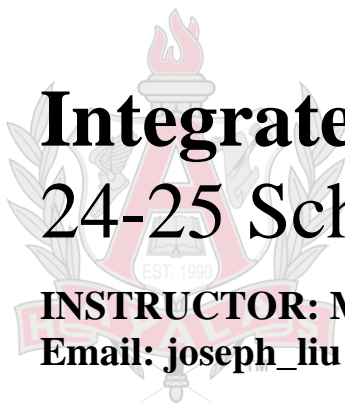 Integrate
24-25 Sch
EST. 1990
INSTRUCTOR: M
Email: joseph_liu